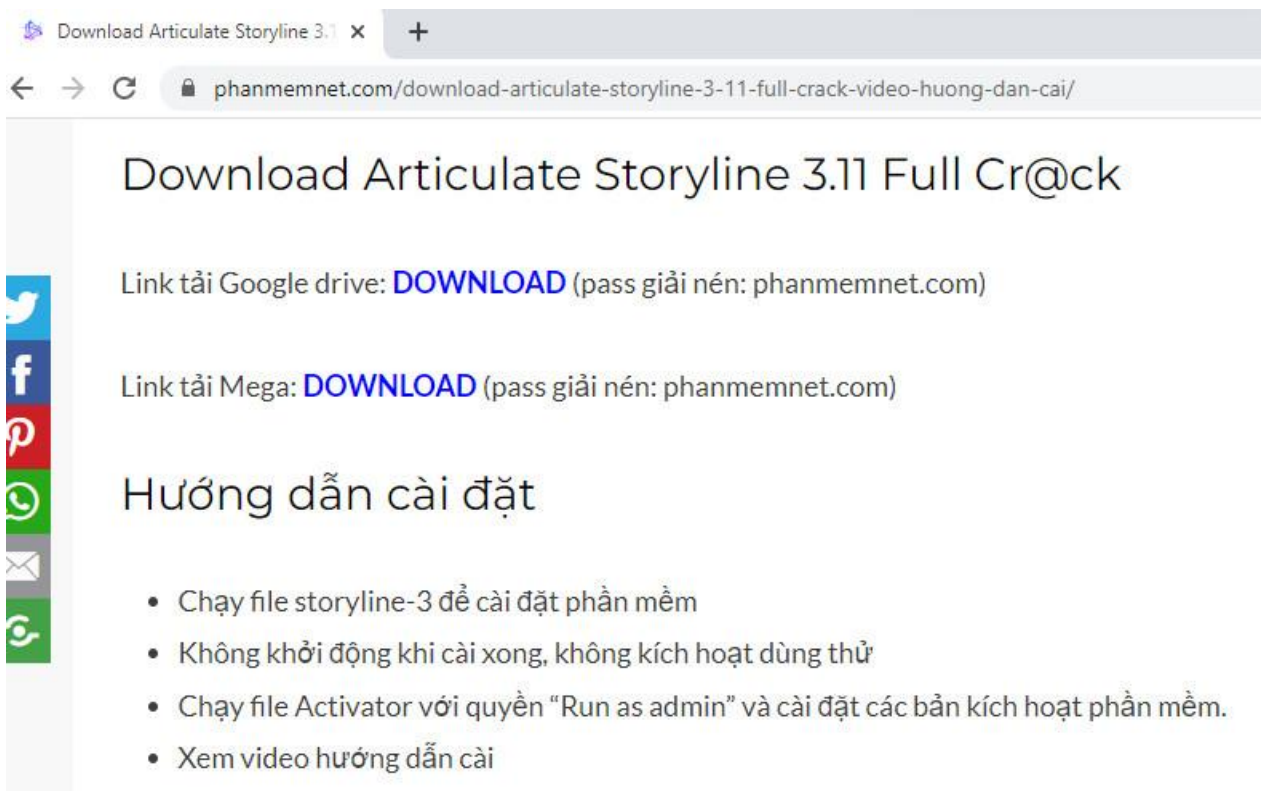 Download Articulate Storyline 3.1
phanmemnet.com/download-articulate-storyline-3-11-full-crack-video-huong-dan-cai/
Download Articulate Storyline 3.11 Full Cr@ck
Link tải Google drive: DOWNLOAD (pass giải nén: phanmemnet.com)
Link tải Mega: DOWNLOAD (pass giải nén: phanmemnet.com)
Hướng dẫn cài đặt
• Chạy file storyline-3 để cài đặt phần mềm
• Không khởi động khi cài xong, không kích hoạt dùng thử
• Chạy file Activator với quyền “Run as admin” và cài đặt các bản kích hoạt phần mềm.
• Xem video hướng dẫn cài